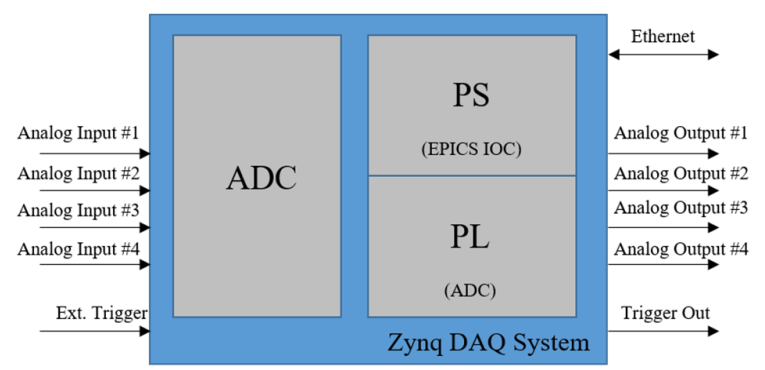 Ethernet
PS
(EPICS IOC)
ADC
PL
(ADC)
Analog Input #1
Analog Input #2
Analog Input #3
Analog Input #4
Ext. Trigger
Analog Output #1
Analog Output #2
Analog Output #3
Analog Output #4
Trigger Out
Zynq DAQ System